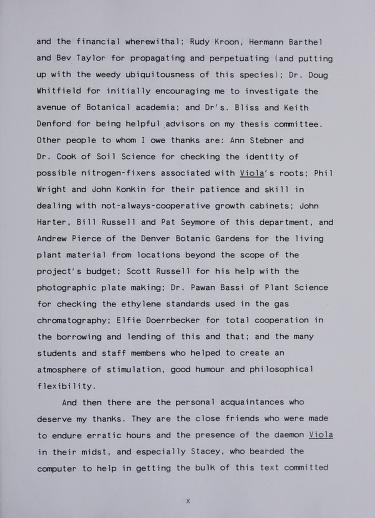 and the financial wherewithal; Rudy Kroon, Hermann Barthel
and Bev Taylor for propagating and perpetuating (and putting
up with the weedy ubiquitousness of this species); Dr. Doug
Whitfield for initially encouraging me to investigate the
avenue of Botanical academia; and Dr's. Bliss and Keith
Denford for being helpful advisors on my thesis committee.
Other people to whom I owe thanks are: Ann Stebner and
Dr. Cook of Soil Science for checking the identity of
possible nitrogen-fixers associated with Viola's roots; Phil
Wright and John Konkin for their patience and skill in
dealing with not-always-cooperative growth cabinets; John
Harter, Bill Russell and Pat Seymore of this department, and
Andrew Pierce of the Denver Botanic Gardens for the living
plant material from locations beyond the scope of the
project's budget; Scott Russell for his help with the
photographic plate making; Dr. Pawan Bassi of Plant Science
for checking the ethylene standards used in the gas
chromatography; Elfie Doerrbecker for total cooperation in
the borrowing and lending of this and that; and the many
students and staff members who helped to create an
atmosphere of stimulation, good humour and philosophical
flexibility.
And then there are the personal acquaintances who
deserve my thanks. They are the close friends who were made
to endure erratic hours and the presence of the daemon Viola
in their midst, and especially Stacey, who bearded the
computer to help in getting the bulk of this text committed
x